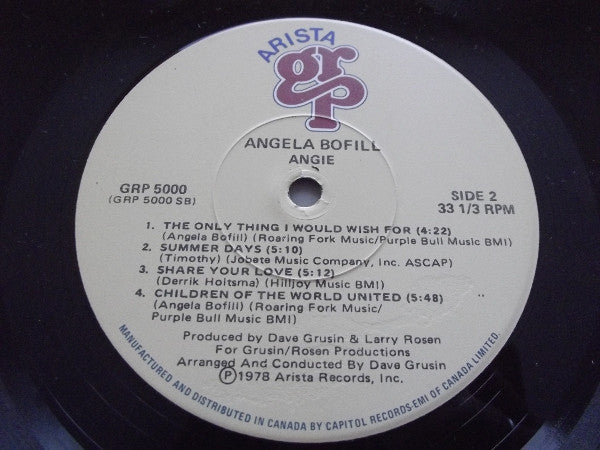 ARISTA
grp
ANGELA BOFILL
ANGIE
GRP 5000
(GRP 5000 SB)
SIDE 2
33 1/3 RPM
1. THE ONLY THING I WOULD WISH FOR (4:22)
(Angela Bofill) (Roaring Fork Music/Purple Bull Music BMI)
2. SUMMER DAYS (5:10)
(Timothy) (Jobete Music Company, Inc. ASCAP)
3. SHARE YOUR LOVE (5:12)
(Derrik Hoitsma) (Hilljoy Music BMI)
4. CHILDREN OF THE WORLD UNITED (5:48)
(Angela Bofill) (Roaring Fork Music/
Purple Bull Music BMI)
Produced by Dave Grusin & Larry Rosen
For Grusin/Rosen Productions
Arranged And Conducted By Dave Grusin
Ⓟ1978 Arista Records, Inc.
MANUFACTURED AND DISTRIBUTED IN CANADA BY CAPITOL RECORDS-EMI OF CANADA LIMITED.